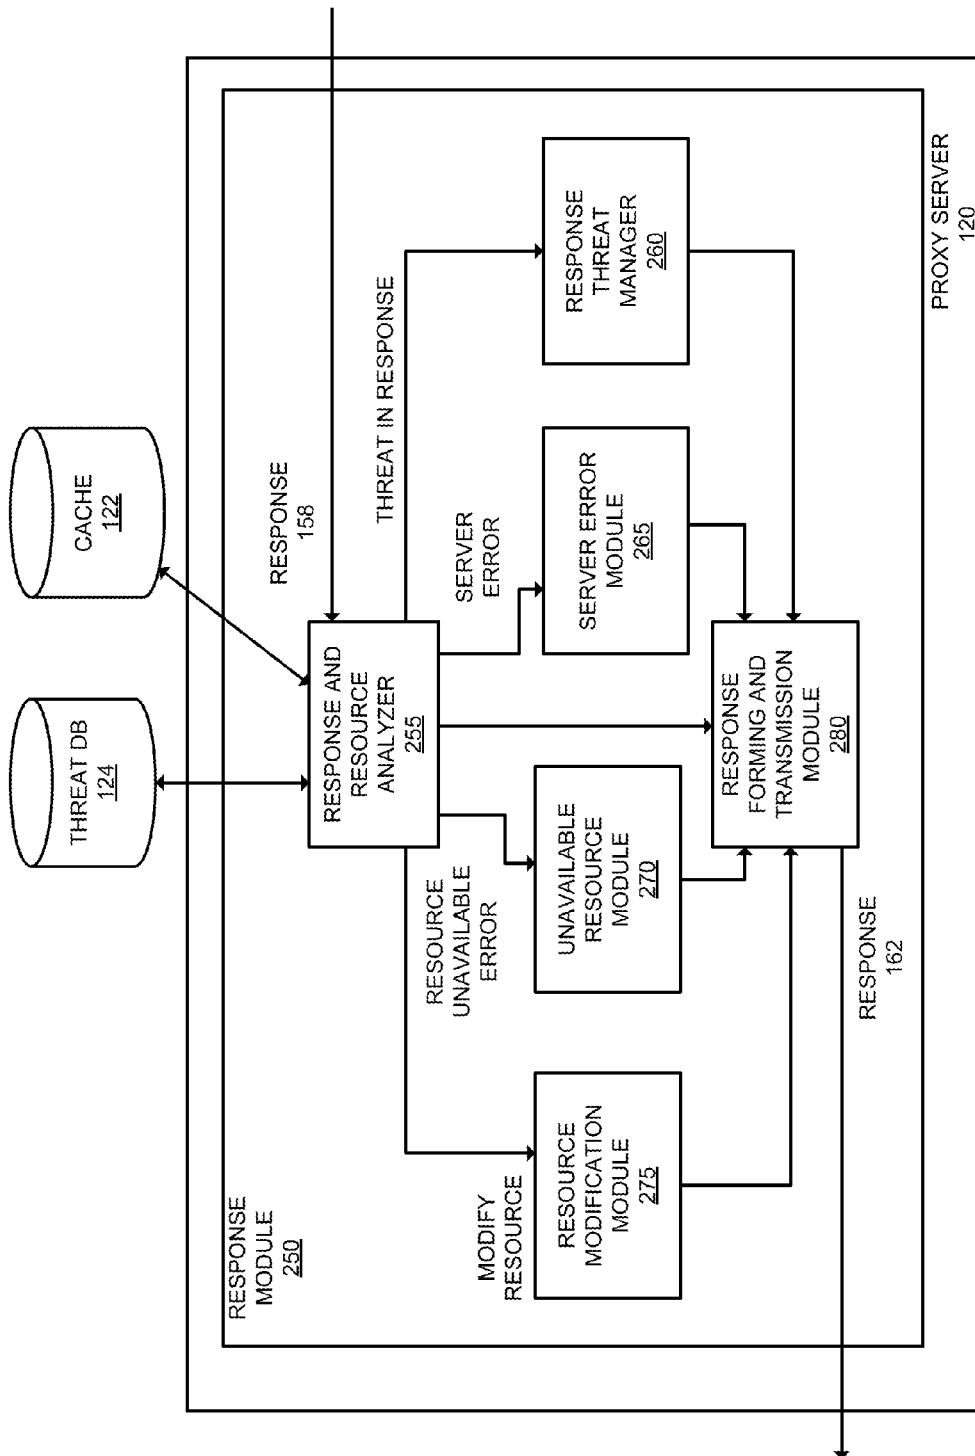 THREAT DB
124
CACHE
122
RESPONSE
MODULE
250
RESPONSE
158
RESPONSE AND
RESOURCE
ANALYZER
255
MODIFY
RESOURCE
RESOURCE
UNAVAILABLE
ERROR
SERVER
ERROR
THREAT IN RESPONSE
RESOURCE
MODIFICATION
MODULE
275
UNAVAILABLE
RESOURCE
MODULE
270
SERVER ERROR
MODULE
265
RESPONSE
THREAT
MANAGER
260
RESPONSE
FORMING AND
TRANSMISSION
MODULE
280
RESPONSE
162
PROXY SERVER
120